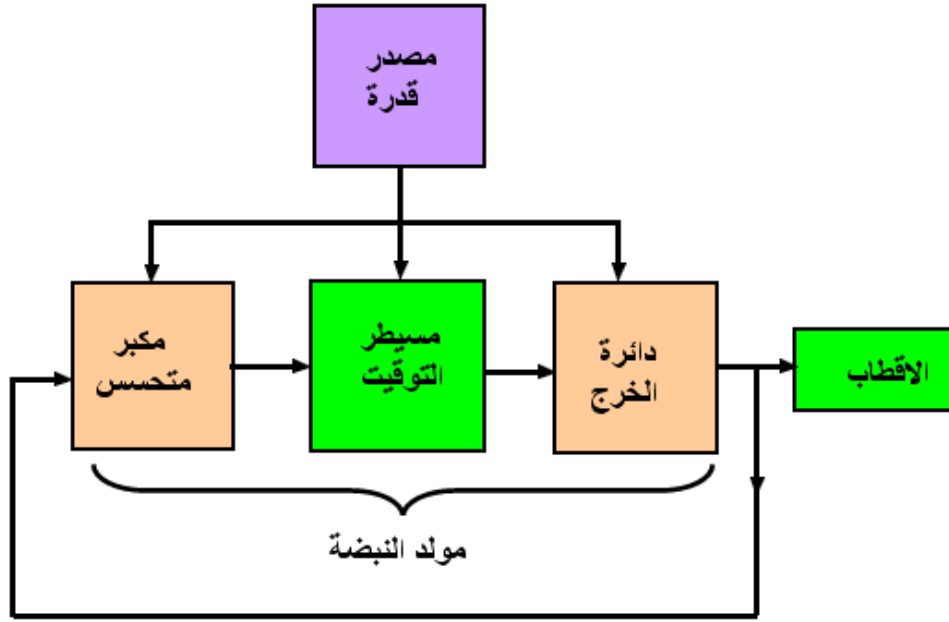 مصدر
قدرة
مكبر
متحسس
مسيطر
التوقيت
دائرة
الخرج
الاقطاب
مولد النبضة